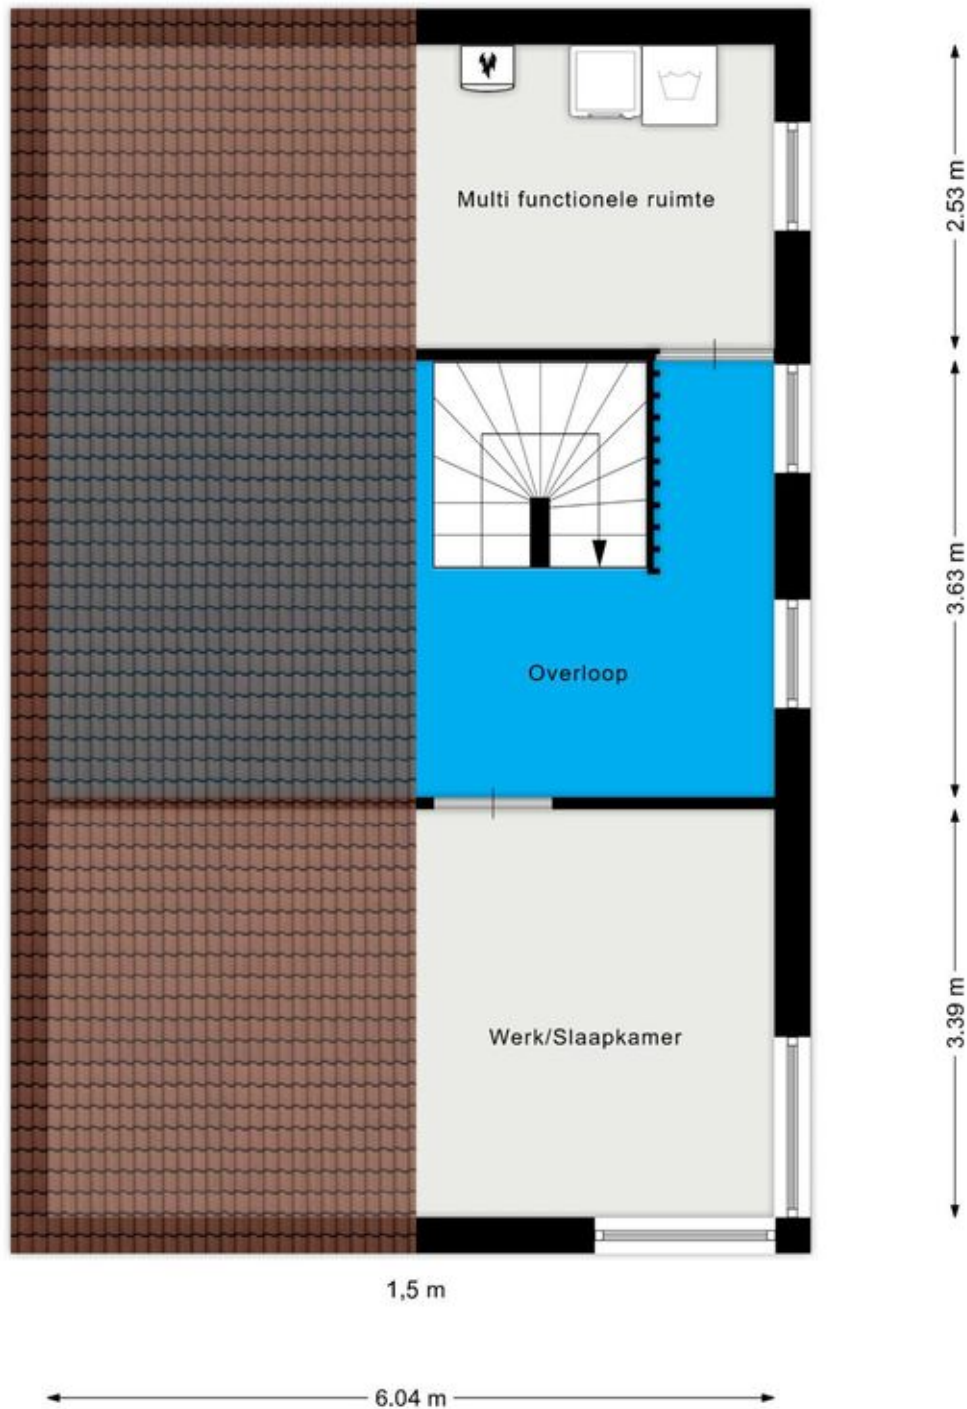 Multi functionele ruimte
2.53 m
Overloop
3.63 m
Werk/Slaapkamer
3.39 m
1,5 m
6.04 m